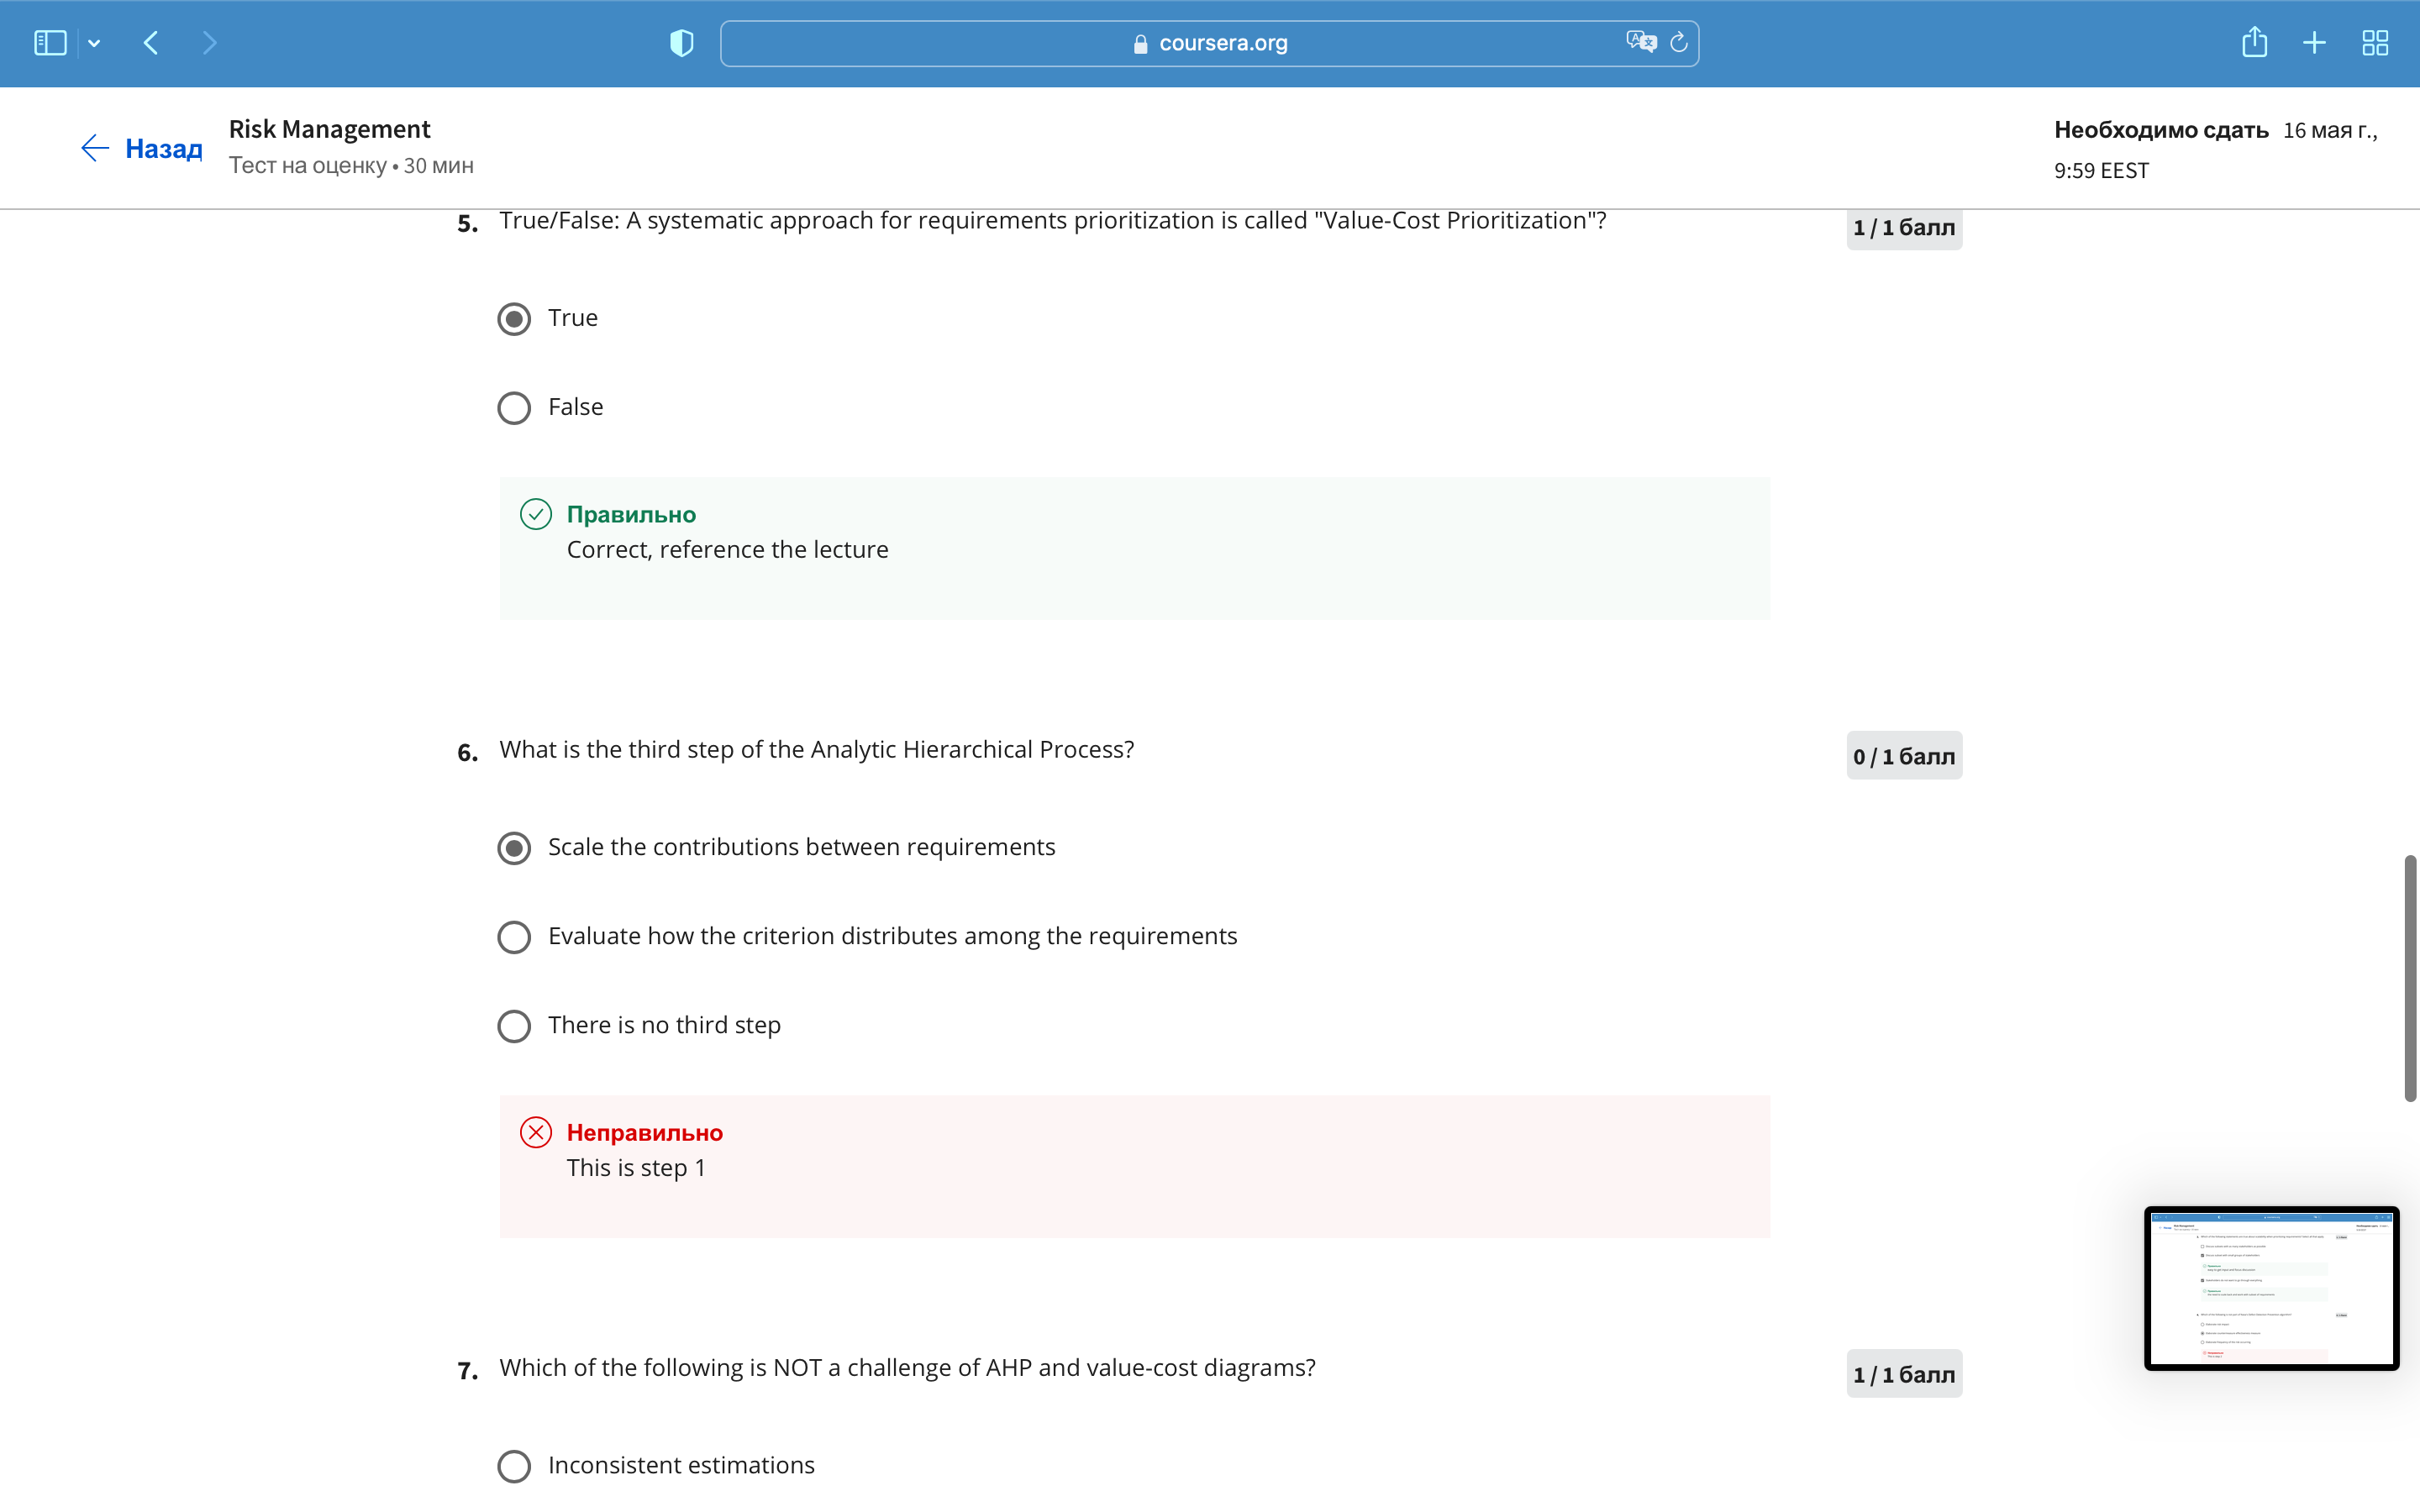 coursera.org
Назад
Risk Management
Тест на оценку • 30 мин
Необходимо сдать 16 мая г.,
9:59 EEST
5. True/False: A systematic approach for requirements prioritization is called "Value-Cost Prioritization"?
1 / 1 балл
True
False
Правильно
Correct, reference the lecture
6. What is the third step of the Analytic Hierarchical Process?
0 / 1 балл
Scale the contributions between requirements
Evaluate how the criterion distributes among the requirements
There is no third step
Неправильно
This is step 1
7. Which of the following is NOT a challenge of AHP and value-cost diagrams?
1 / 1 балл
Inconsistent estimations